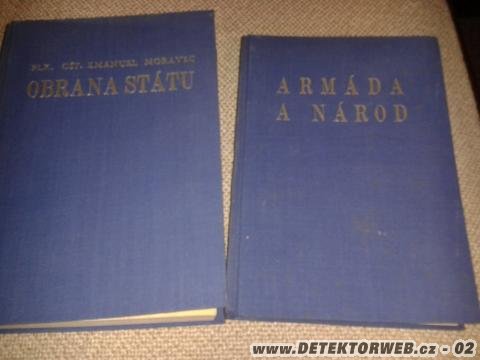 PLK. GŠT. EMANUEL MORAVEC
OBRANA STÁTU
ARMÁDA
A NÁROD
www.DETEKTORWEB.cz - 02